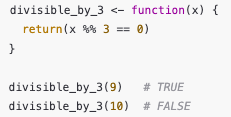 divisible_by_3 <- function(x) {
  return(x %% 3 == 0)
}

divisible_by_3(9)   # TRUE
divisible_by_3(10)  # FALSE